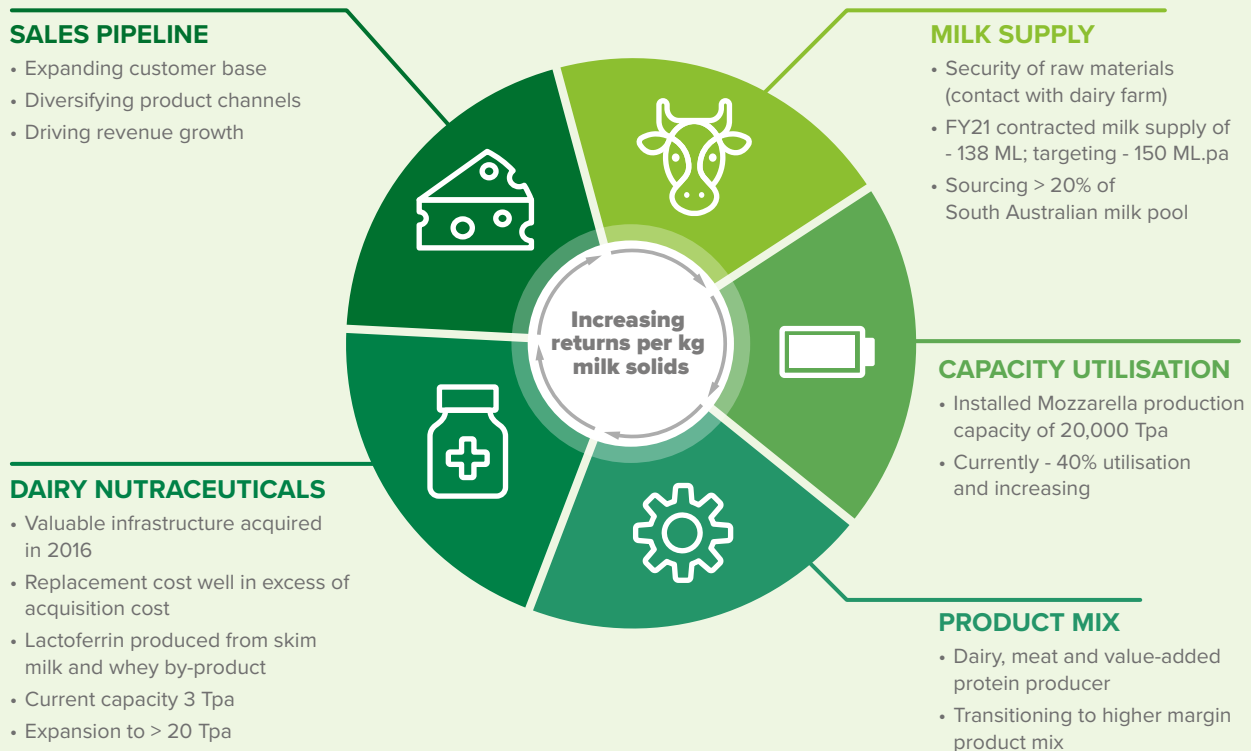 SALES PIPELINE
• Expanding customer base
• Diversifying product channels
• Driving revenue growth
MILK SUPPLY
• Security of raw materials
(contact with dairy farm)
• FY21 contracted milk supply of
- 138 ML; targeting - 150 ML.pa
• Sourcing > 20% of
South Australian milk pool
Increasing
returns per kg
milk solids
CAPACITY UTILISATION
• Installed Mozzarella production
capacity of 20,000 Tpa
• Currently - 40% utilisation
and increasing
DAIRY NUTRACEUTICALS
• Valuable infrastructure acquired
in 2016
• Replacement cost well in excess of
acquisition cost
• Lactoferrin produced from skim
milk and whey by-product
• Current capacity 3 Tpa
• Expansion to > 20 Tpa
PRODUCT MIX
• Dairy, meat and value-added
protein producer
• Transitioning to higher margin
product mix